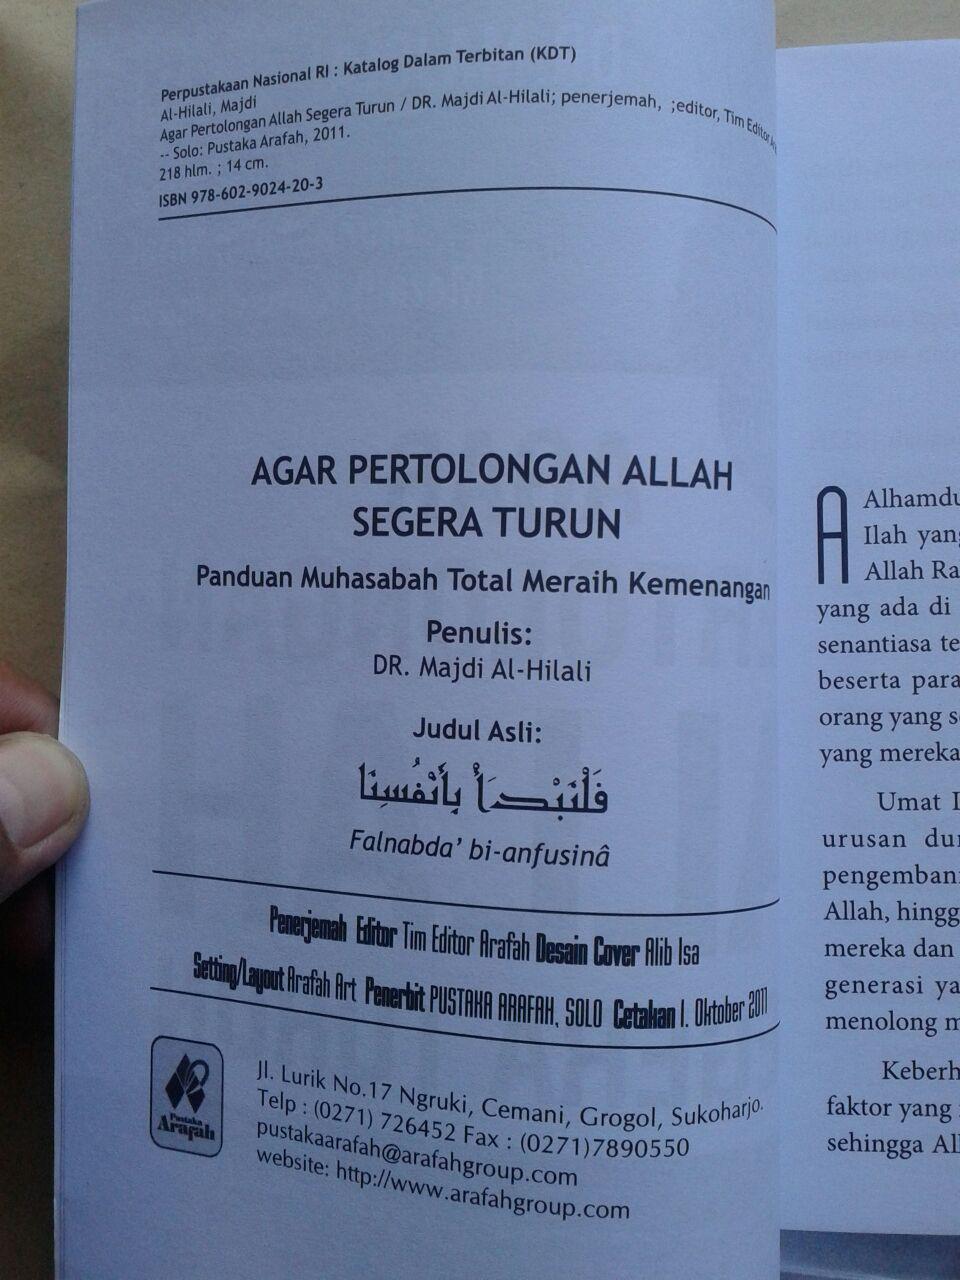 Perpustakaan Nasional RI : Katalog Dalam Terbitan (KDT)
Al-Hilali, Majdi
Agar Pertolongan Allah Segera Turun / DR. Majdi Al-Hilali; penerjemah, ;editor, Tim Editor
-- Solo: Pustaka Arafah, 2011.
218 hlm. ; 14 cm.
ISBN 978-602-9024-20-3
AGAR PERTOLONGAN ALLAH
SEGERA TURUN
Panduan Muhasabah Total Meraih Kemenangan
Penulis:
DR. Majdi Al-Hilali
Judul Asli:
فَلْنَبْدَأْ بِأَنْفُسِنَا
Falnabda' bi-anfusinâ
Penerjemah Editor Tim Editor Arafah Desain Cover Alib Isa
Setting/Layout Arafah Art Penerbit PUSTAKA ARAFAH, SOLO Cetakan I. Oktober 2011
Pustaka
Arafah
Jl. Lurik No.17 Ngruki, Cemani, Grogol, Sukoharjo.
Telp : (0271) 726452 Fax : (0271)7890550
pustakaarafah@arafahgroup.com
website: http://www.arafahgroup.com
A
Alhamdu
Ilah yang
Allah Ra
yang ada di
senantiasa te
beserta para
orang yang s
yang mereka
Umat I
urusan du
pengemban
Allah, hingg
mereka dan
generasi ya
menolong m
Keberh
faktor yang
sehingga All